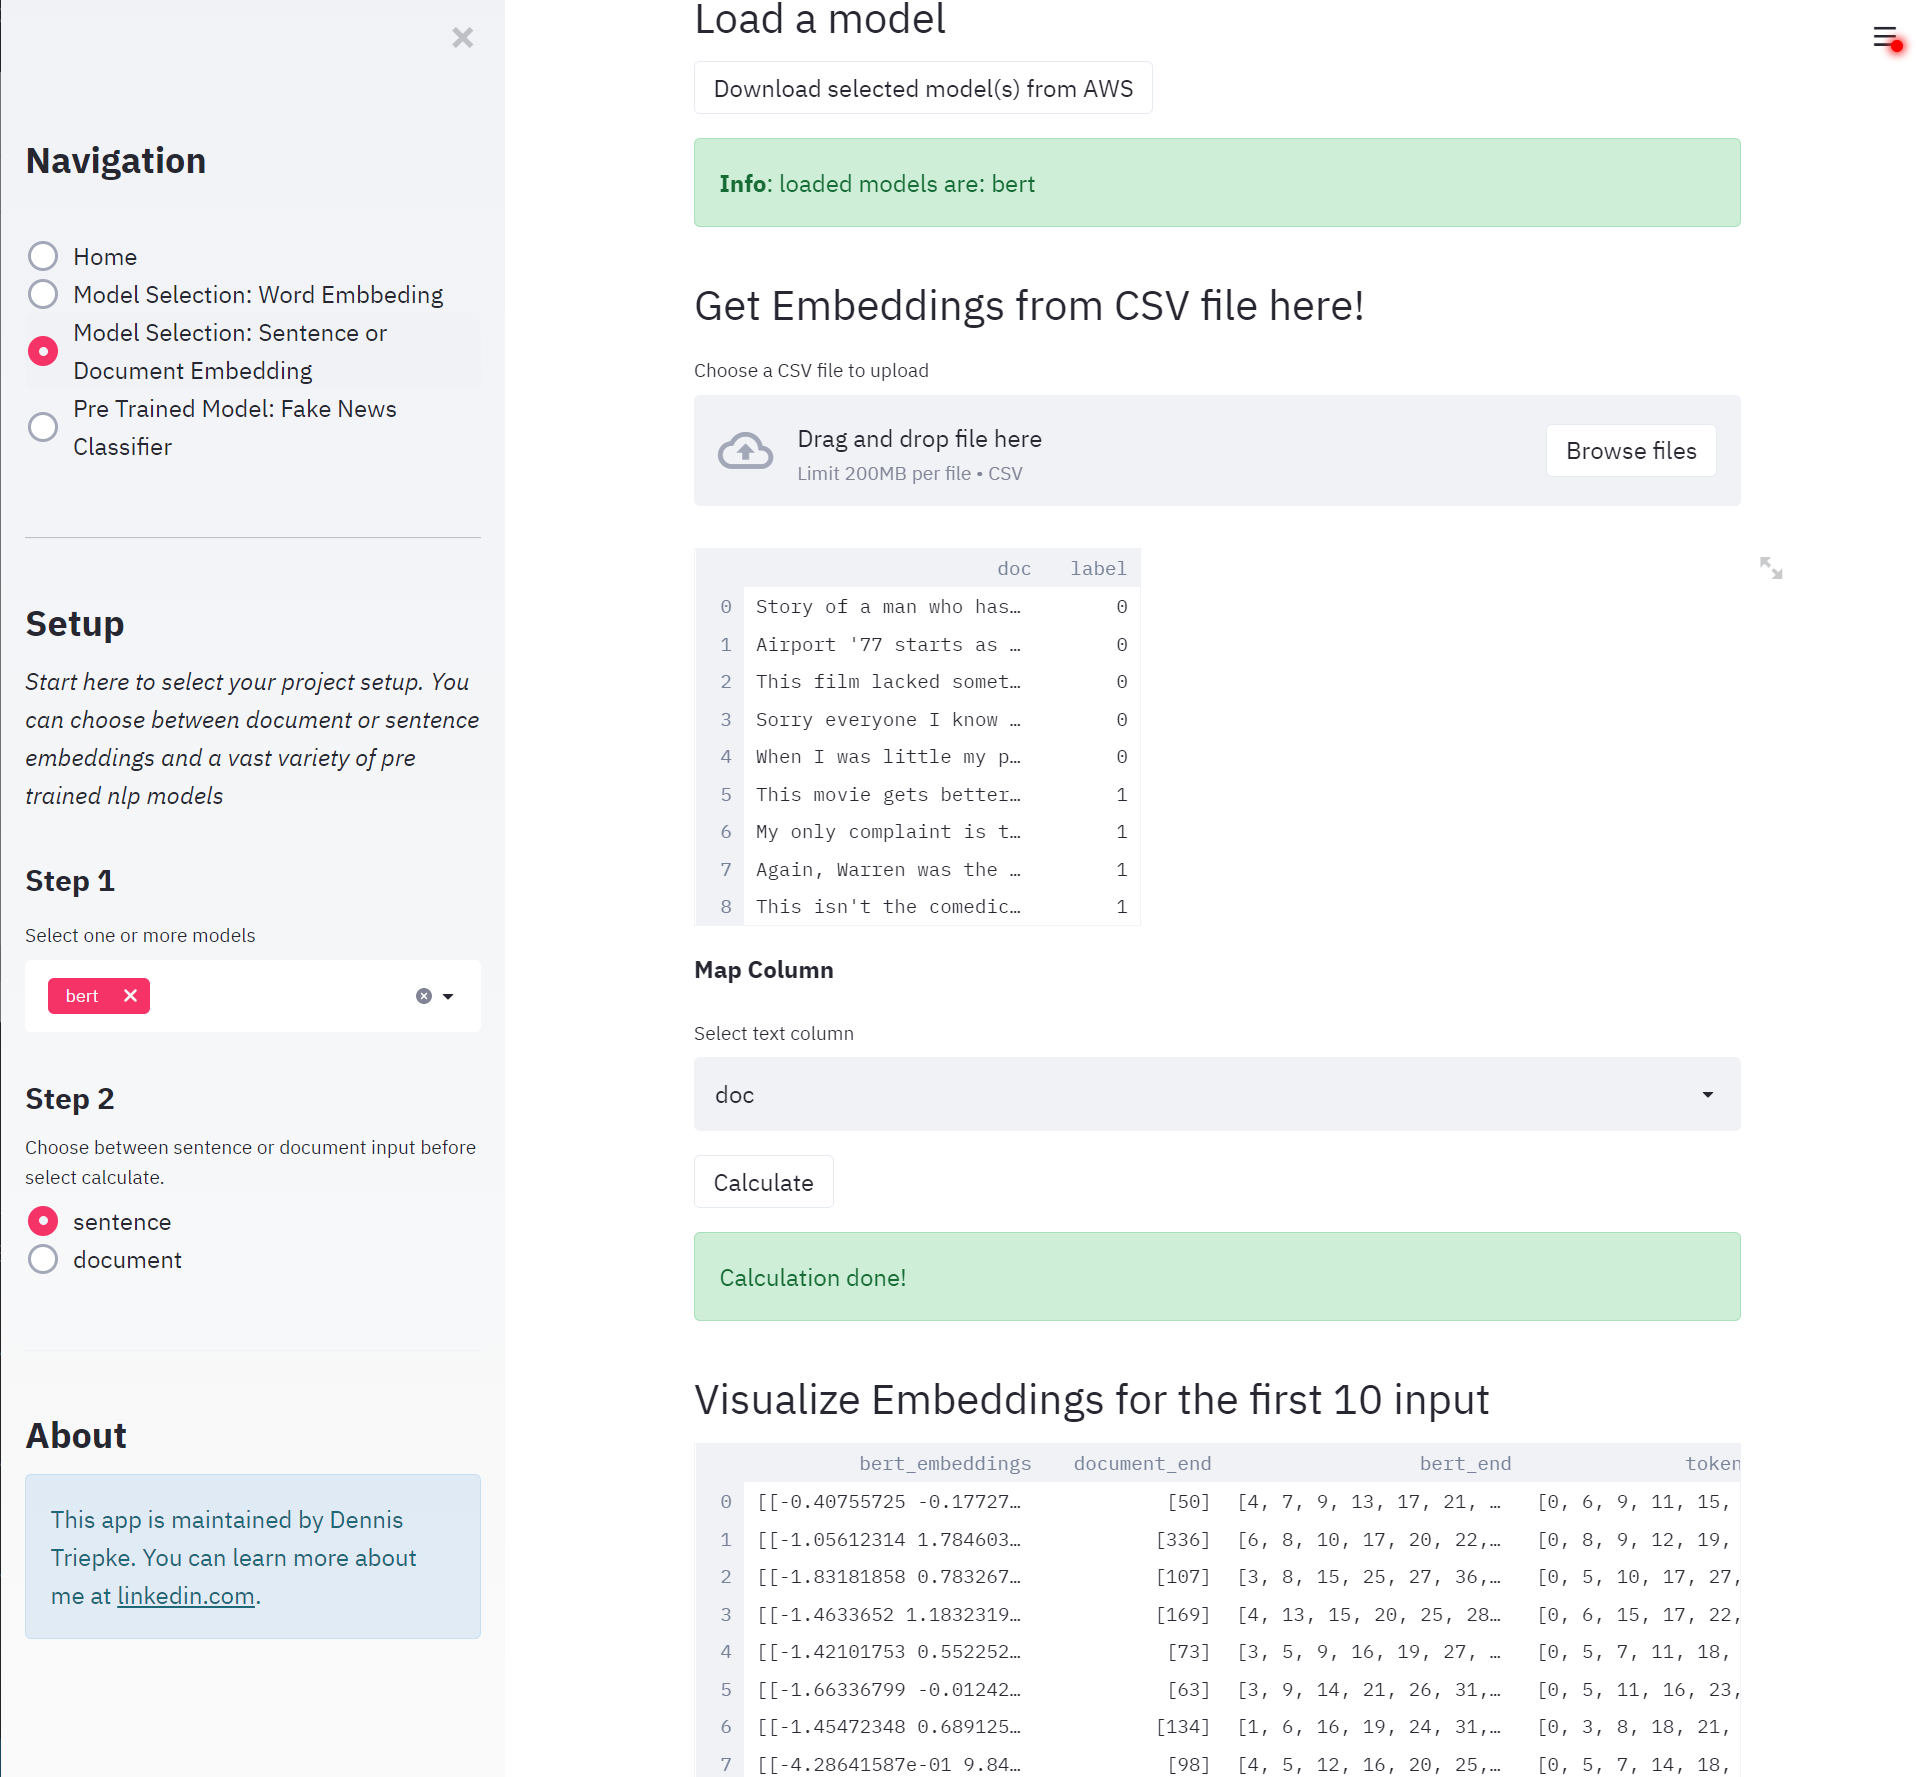 Navigation
Home
Model Selection: Word Embbeding
Model Selection: Sentence or
Document Embedding
Pre Trained Model: Fake News
Classifier
Setup
Start here to select your project setup. You
can choose between document or sentence
embeddings and a vast variety of pre
trained nlp models
Step 1
Select one or more models
bert
Step 2
Choose between sentence or document input before
select calculate.
sentence
document
About
This app is maintained by Dennis
Triepke. You can learn more about
me at linkedin.com.
Load a model
Download selected model(s) from AWS
Info: loaded models are: bert
Get Embeddings from CSV file here!
Choose a CSV file to upload
Drag and drop file here
Limit 200MB per file • CSV
Browse files
doc label
0 Story of a man who has… 0
1 Airport '77 starts as … 0
2 This film lacked somet… 0
3 Sorry everyone I know … 0
4 When I was little my p… 0
5 This movie gets better… 1
6 My only complaint is t… 1
7 Again, Warren was the … 1
8 This isn't the comedic… 1
Map Column
Select text column
doc
Calculate
Calculation done!
Visualize Embeddings for the first 10 input
bert_embeddings document_end bert_end token
0 [[-0.40755725 -0.17727… [50] [4, 7, 9, 13, 17, 21, … [0, 6, 9, 11, 15,
1 [[-1.05612314 1.784603… [336] [6, 8, 10, 17, 20, 22,… [0, 8, 9, 12, 19,
2 [[-1.83181858 0.783267… [107] [3, 8, 15, 25, 27, 36,… [0, 5, 10, 17, 27,
3 [[-1.4633652 1.1832319… [169] [4, 13, 15, 20, 25, 28… [0, 6, 15, 17, 22,
4 [[-1.42101753 0.552252… [73] [3, 5, 9, 16, 19, 27, … [0, 5, 7, 11, 18,
5 [[-1.66336799 -0.01242… [63] [3, 9, 14, 21, 26, 31,… [0, 5, 11, 16, 23,
6 [[-1.45472348 0.689125… [134] [1, 6, 16, 19, 24, 31,… [0, 3, 8, 18, 21,
7 [[-4.28641587e-01 9.84… [98] [4, 5, 12, 16, 20, 25,… [0, 5, 7, 14, 18,